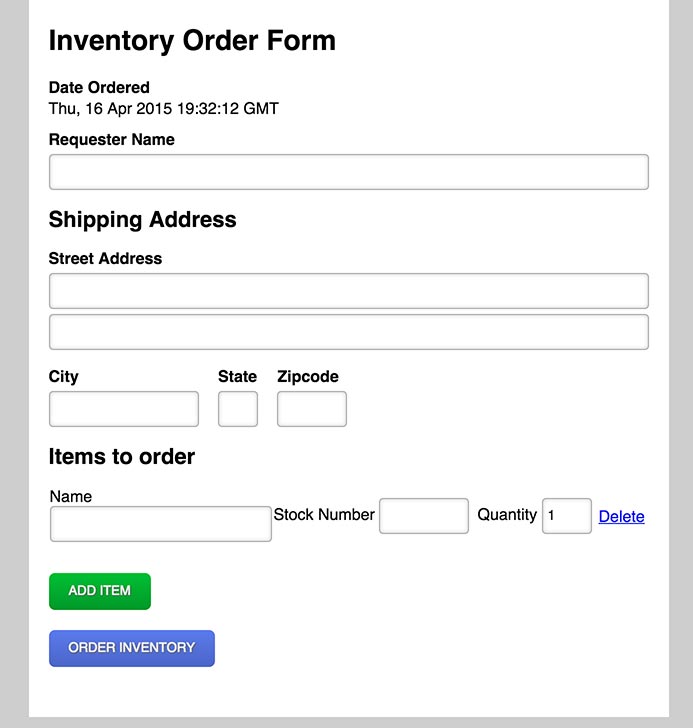 Inventory Order Form
Date Ordered
Thu, 16 Apr 2015 19:32:12 GMT
Requester Name
Shipping Address
Street Address
City State Zipcode
Items to order
Name
Stock Number Quantity 1 Delete
ADD ITEM
ORDER INVENTORY